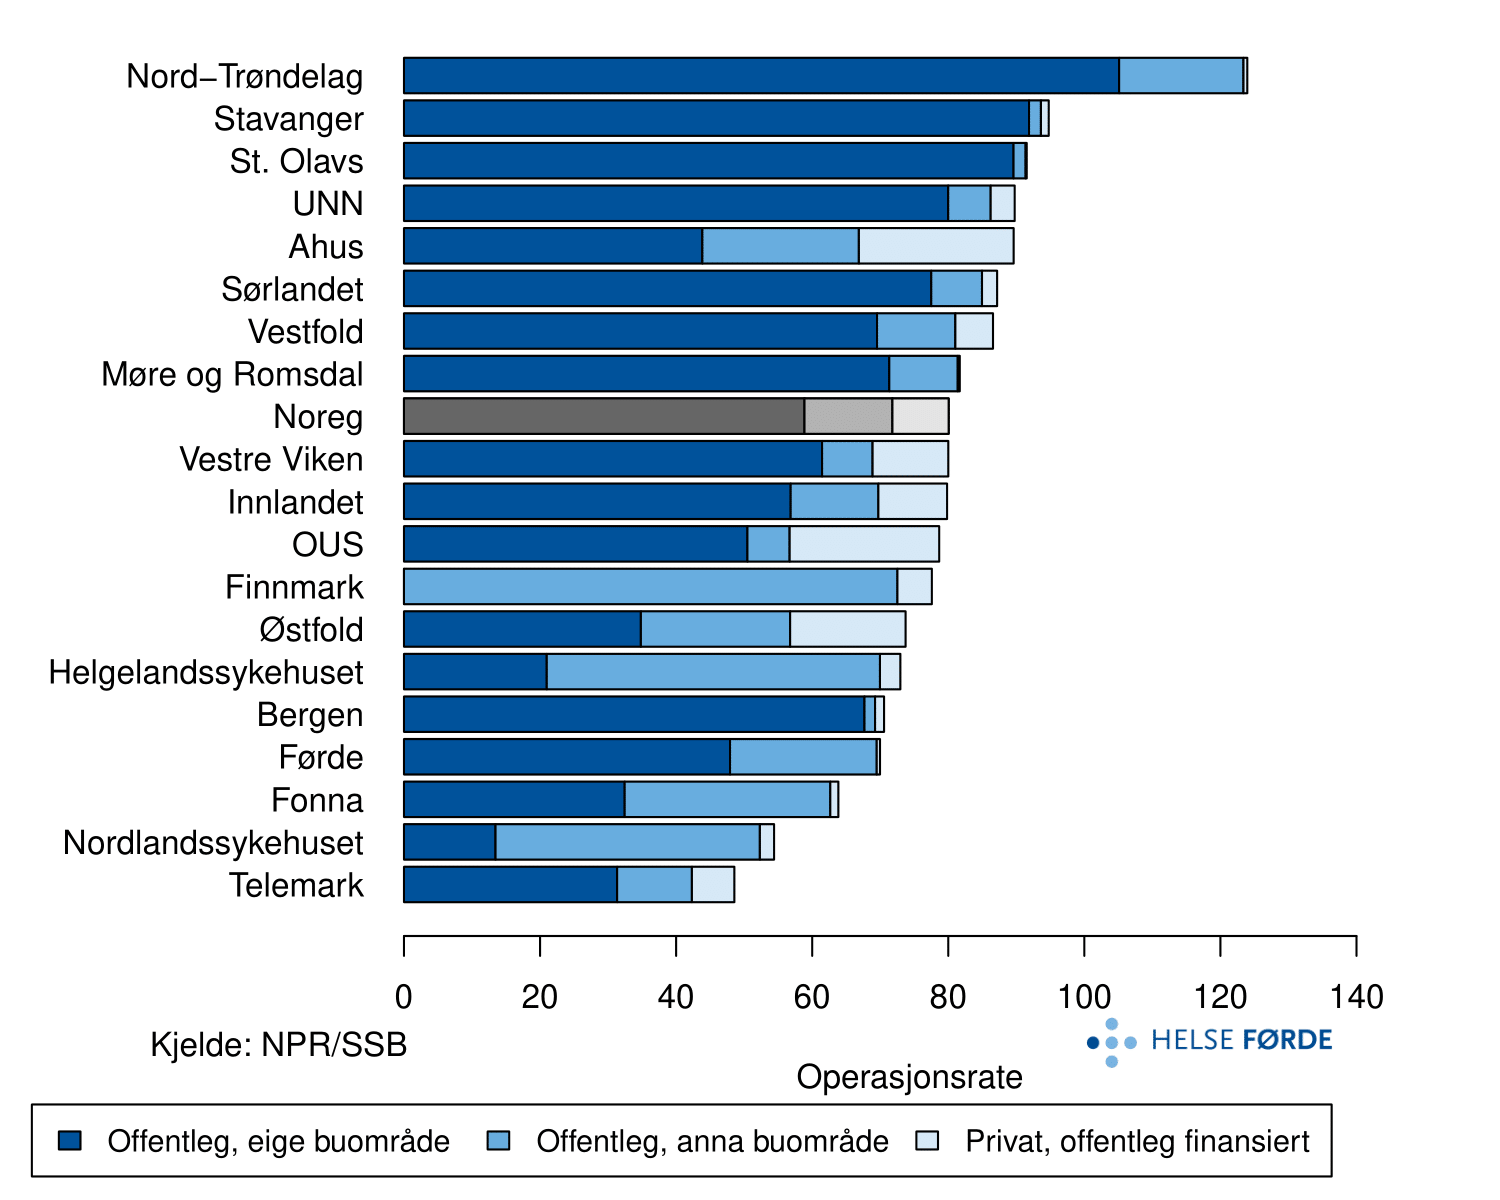 Nord−Trøndelag
Stavanger
St. Olavs
UNN
Ahus
Sørlandet
Vestfold
Møre og Romsdal
Noreg
Vestre Viken
Innlandet
OUS
Finnmark
Østfold
Helgelandssykehuset
Bergen
Førde
Fonna
Nordlandssykehuset
Telemark
0 20 40 60 80 100 120 140
Kjelde: NPR/SSB
HELSE FØRDE
Operasjonsrate
Offentleg, eige buområde Offentleg, anna buområde Privat, offentleg finansiert